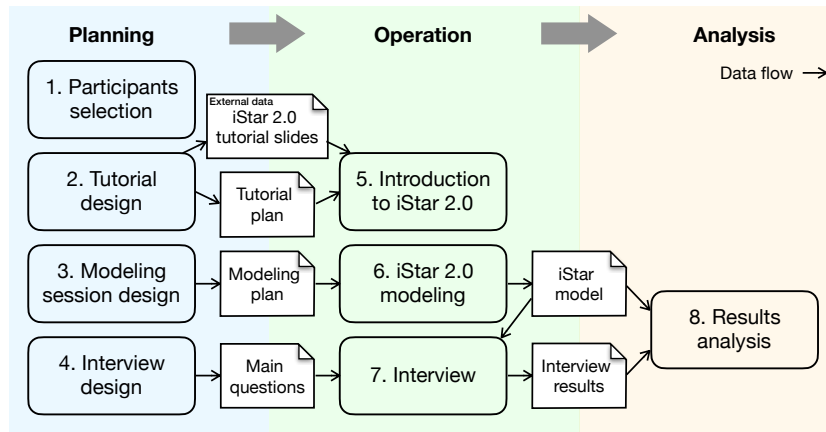 Planning
Operation
Analysis
Data flow
1. Participants
selection
External data
iStar 2.0
tutorial slides
2. Tutorial
design
Tutorial
plan
5. Introduction
to iStar 2.0
3. Modeling
session design
Modeling
plan
6. iStar 2.0
modeling
iStar
model
8. Results
analysis
4. Interview
design
Main
questions
7. Interview
Interview
results